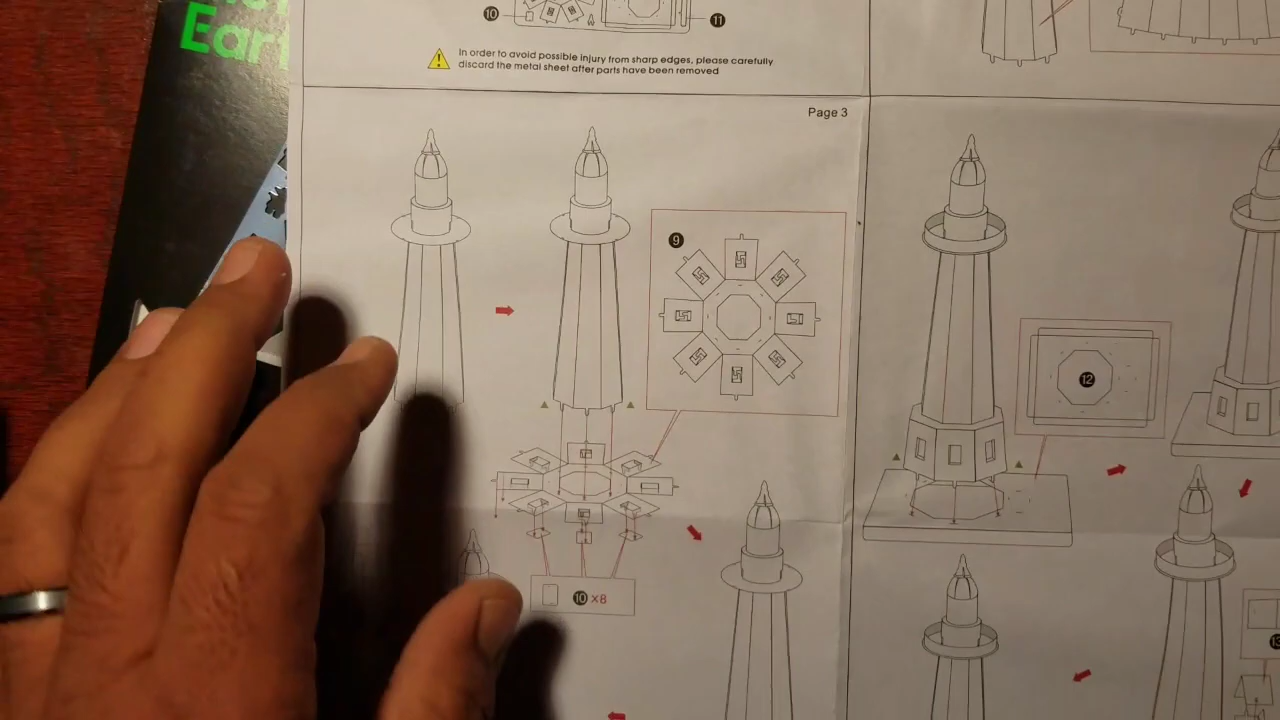 Ear
10
11
In order to avoid possible injury from sharp edges, please carefully
discard the metal sheet after parts have been removed
Page 3
9
12
10 ×8
13